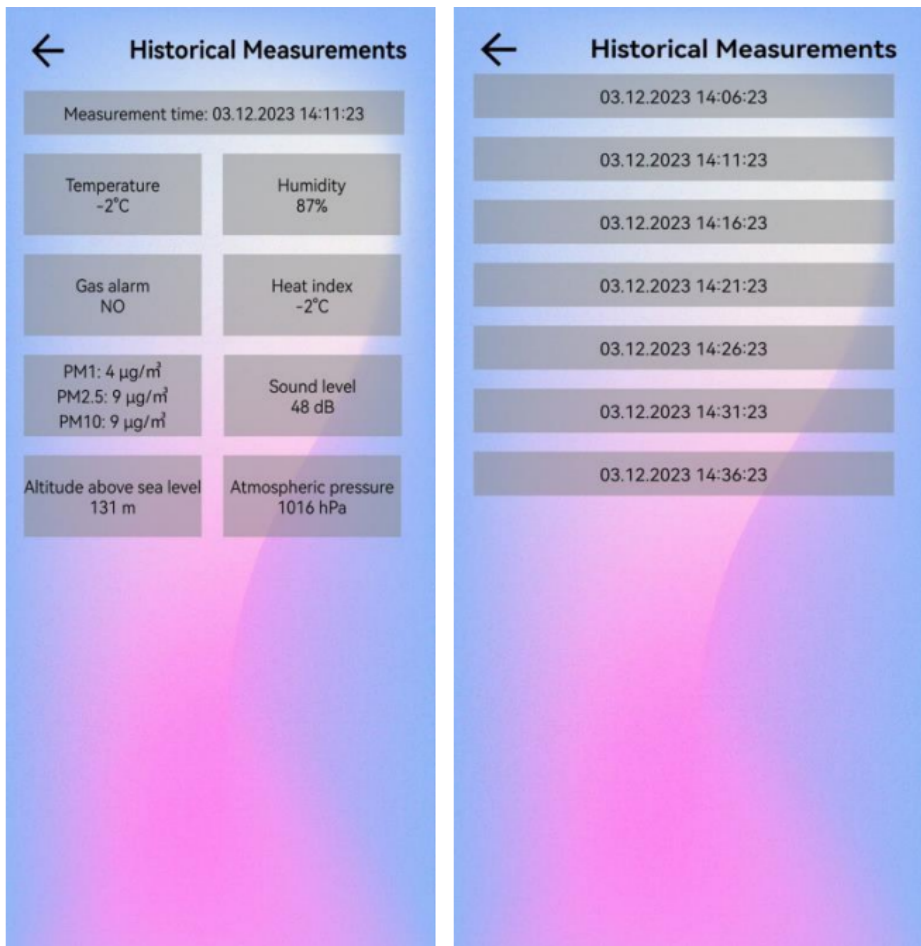 Historical Measurements
Measurement time: 03.12.2023 14:11:23
Temperature
-2°C
Humidity
87%
Gas alarm
NO
Heat index
-2°C
PM1: 4 µg/m³
PM2.5: 9 µg/m³
PM10: 9 µg/m³
Sound level
48 dB
Altitude above sea level
131 m
Atmospheric pressure
1016 hPa
Historical Measurements
03.12.2023 14:06:23
03.12.2023 14:11:23
03.12.2023 14:16:23
03.12.2023 14:21:23
03.12.2023 14:26:23
03.12.2023 14:31:23
03.12.2023 14:36:23